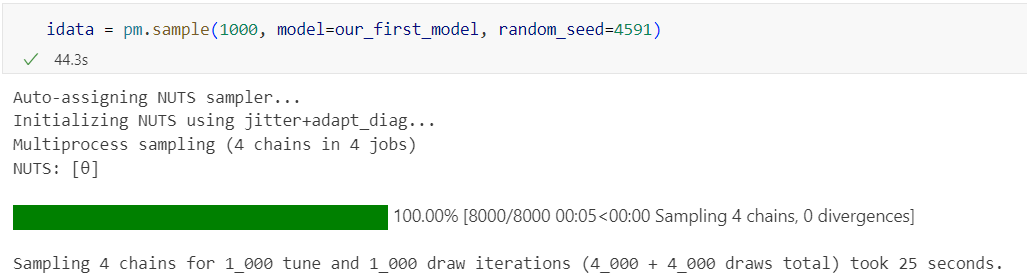 idata = pm.sample(1000, model=our_first_model, random_seed=4591)
✓ 44.3s
Auto-assigning NUTS sampler...
Initializing NUTS using jitter+adapt_diag...
Multiprocess sampling (4 chains in 4 jobs)
NUTS: [θ]
100.00% [8000/8000 00:05<00:00 Sampling 4 chains, 0 divergences]
Sampling 4 chains for 1_000 tune and 1_000 draw iterations (4_000 + 4_000 draws total) took 25 seconds.